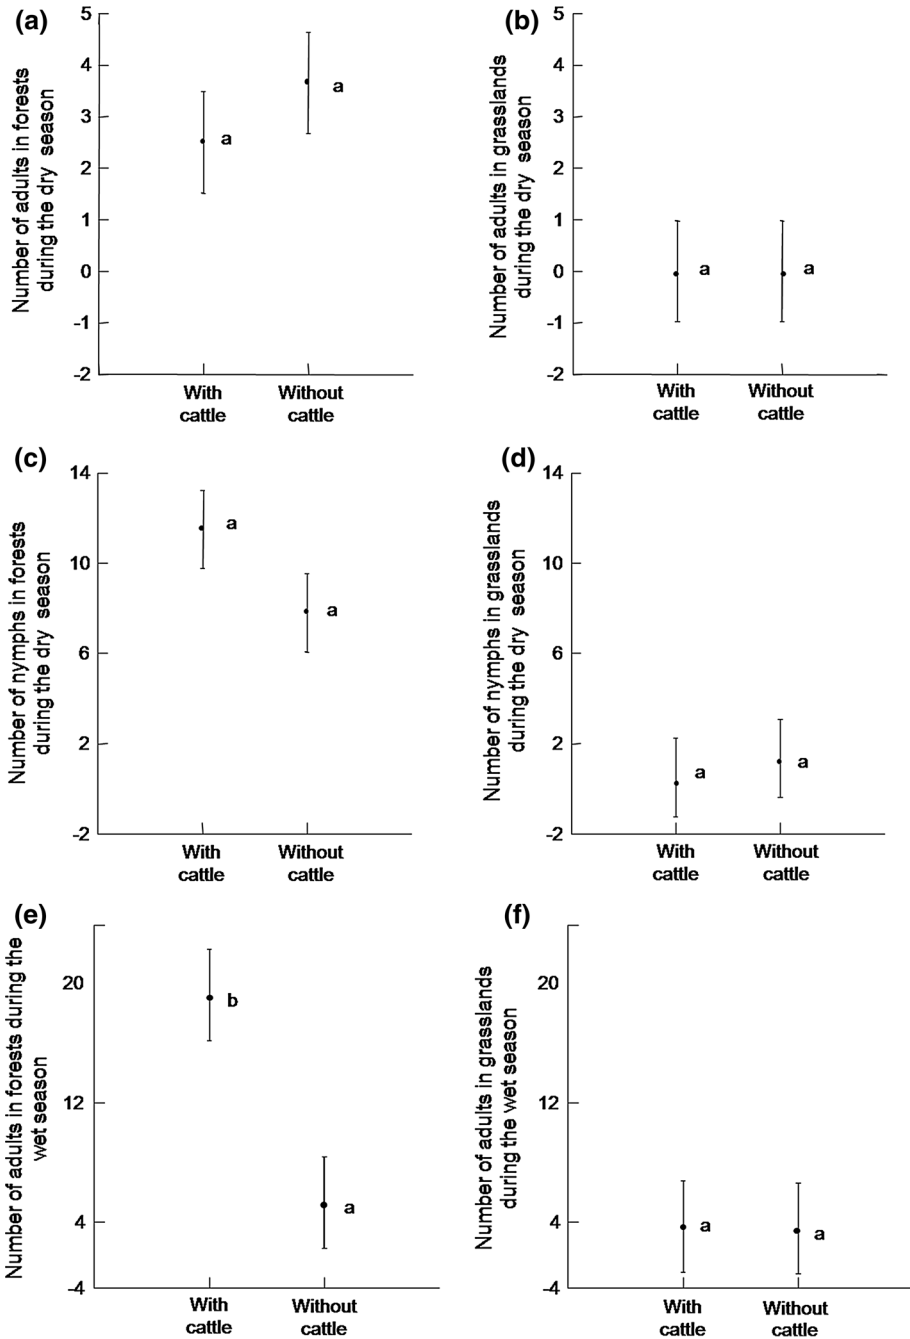 (a)
Number of adults in forests
during the dry season
5
4
3
2
1
0
-1
-2
a
a
With
cattle
Without
cattle
(b)
Number of adults in grasslands
during the dry season
5
4
3
2
1
0
-1
-2
a
a
With
cattle
Without
cattle
(c)
Number of nymphs in forests
during the dry season
14
10
6
2
-2
a
a
With
cattle
Without
cattle
(d)
Number of nymphs in grasslands
during the dry season
14
10
6
2
-2
a
a
With
cattle
Without
cattle
(e)
Number of adults in forests during the
wet season
20
12
4
-4
b
a
With
cattle
Without
cattle
(f)
Number of adults in grasslands
during the wet season
20
12
4
-4
a
a
With
cattle
Without
cattle